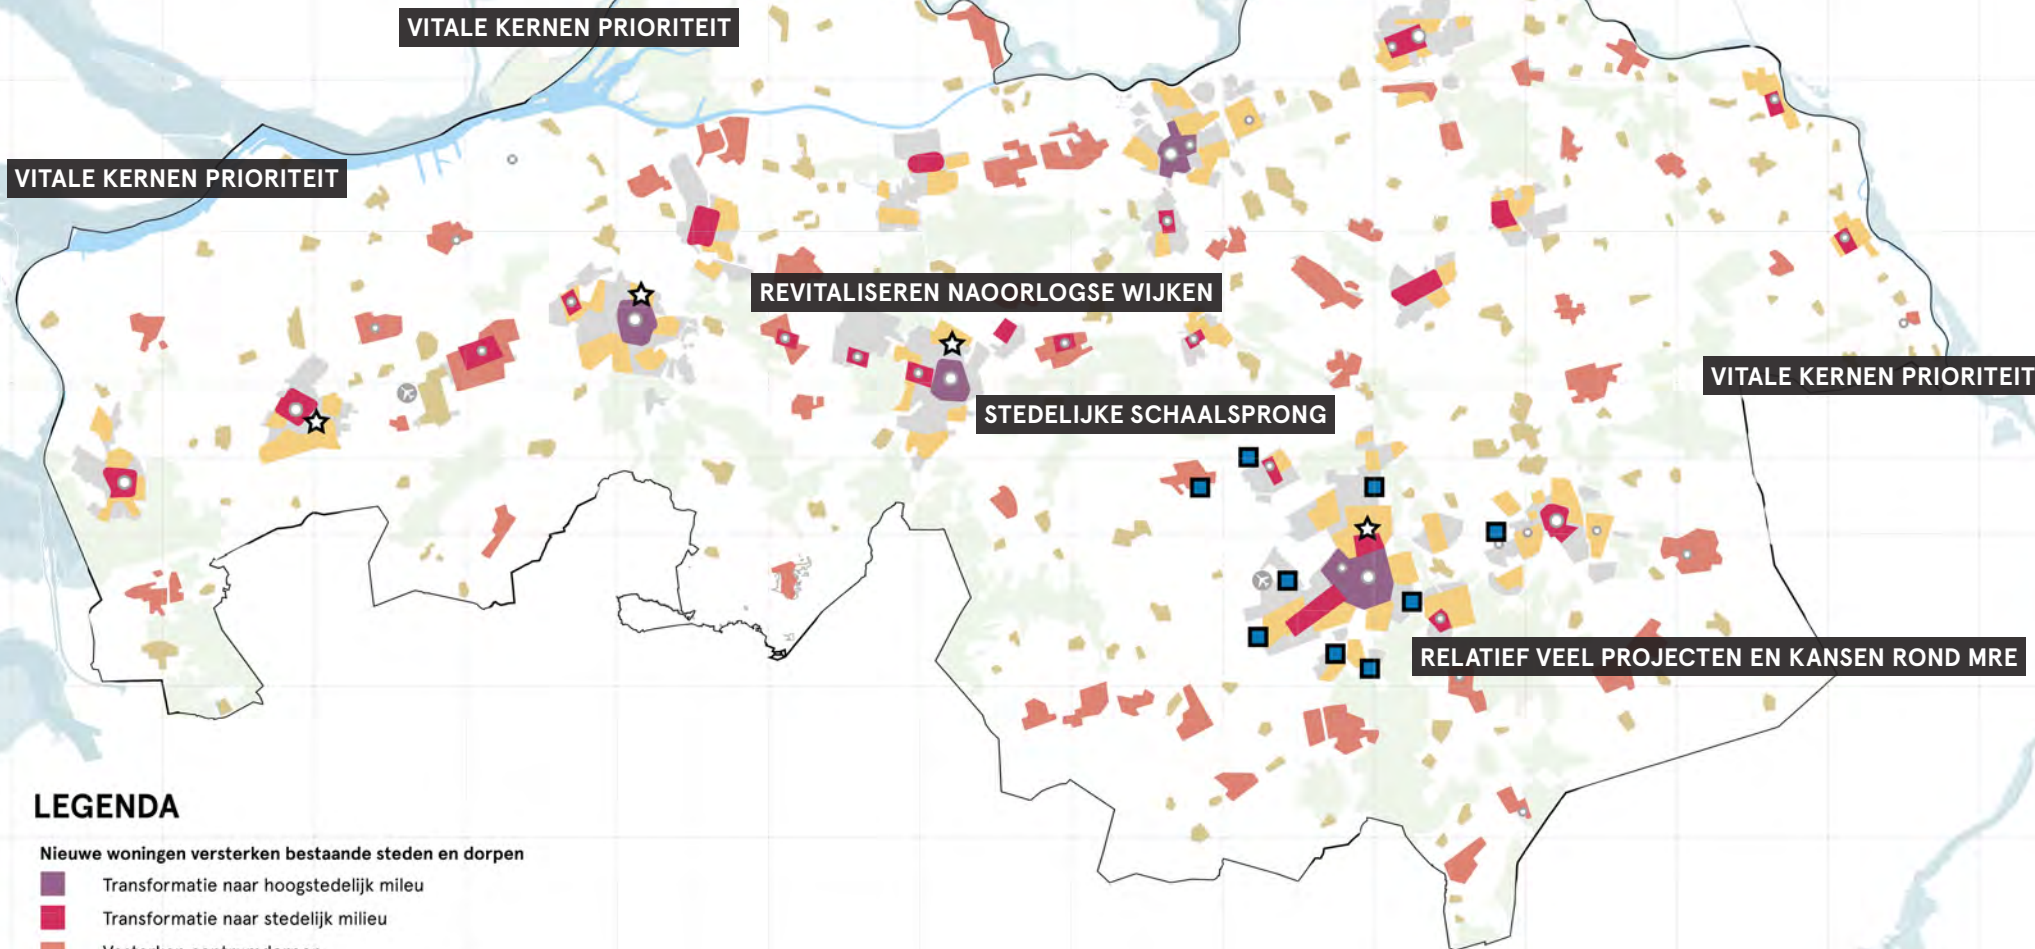 VITALE KERNEN PRIORITEIT
VITALE KERNEN PRIORITEIT
REVITALISEREN NAOORLOGSE WIJKEN
VITALE KERNEN PRIORITEIT
STEDELIJKE SCHAALSPRONG
RELATIEF VEEL PROJECTEN EN KANSEN ROND MRE
LEGENDA
Nieuwe woningen versterken bestaande steden en dorpen
Transformatie naar hoogstedelijk mileu
Transformatie naar stedelijk milieu